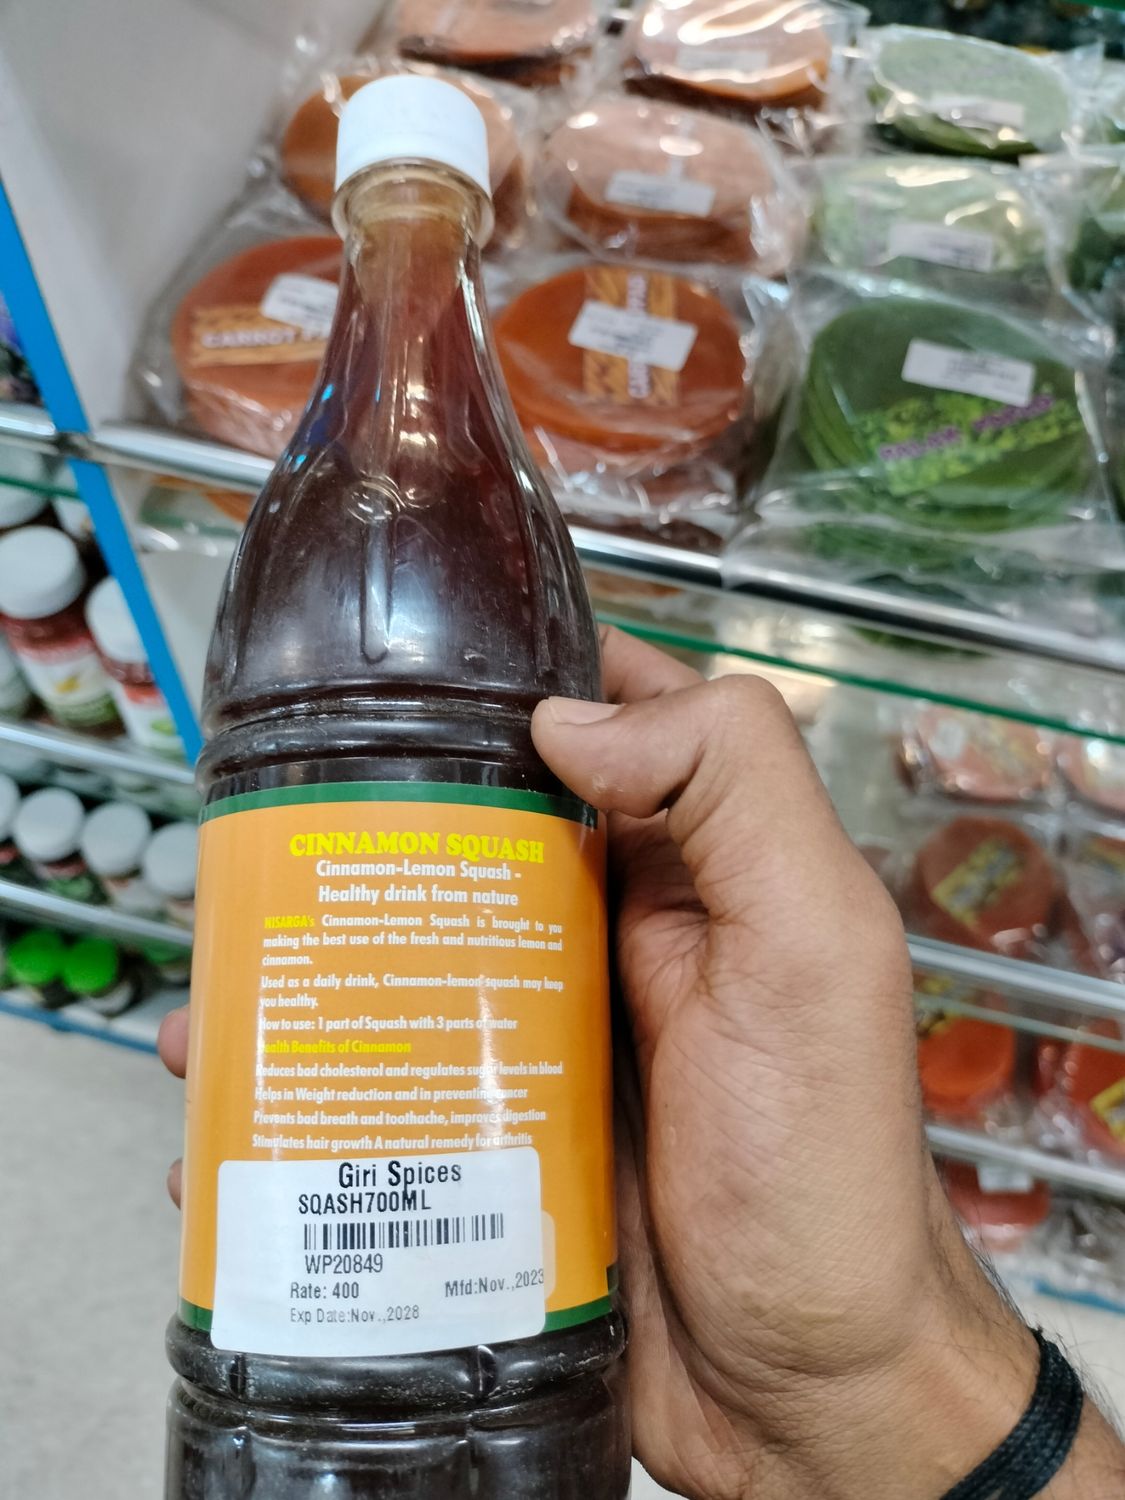 CARROT
PALAK
CINNAMON SQUASH
Cinnamon-Lemon Squash -
Healthy drink from nature
NISARGA's Cinnamon-Lemon Squash is brought to you
making the best use of the fresh and nutritious lemon and
cinnamon.
Used as a daily drink, Cinnamon-lemon squash may keep
you healthy.
How to use: 1 part of Squash with 3 parts of water
Health Benefits of Cinnamon
Reduces bad cholesterol and regulates sugar levels in blood
Helps in Weight reduction and in preventing cancer
Prevents bad breath and toothache, improves digestion
Stimulates hair growth A natural remedy for arthritis
Giri Spices
SQASH700ML
WP20849
Rate: 400 Mfd:Nov.,2023
Exp Date:Nov.,2028